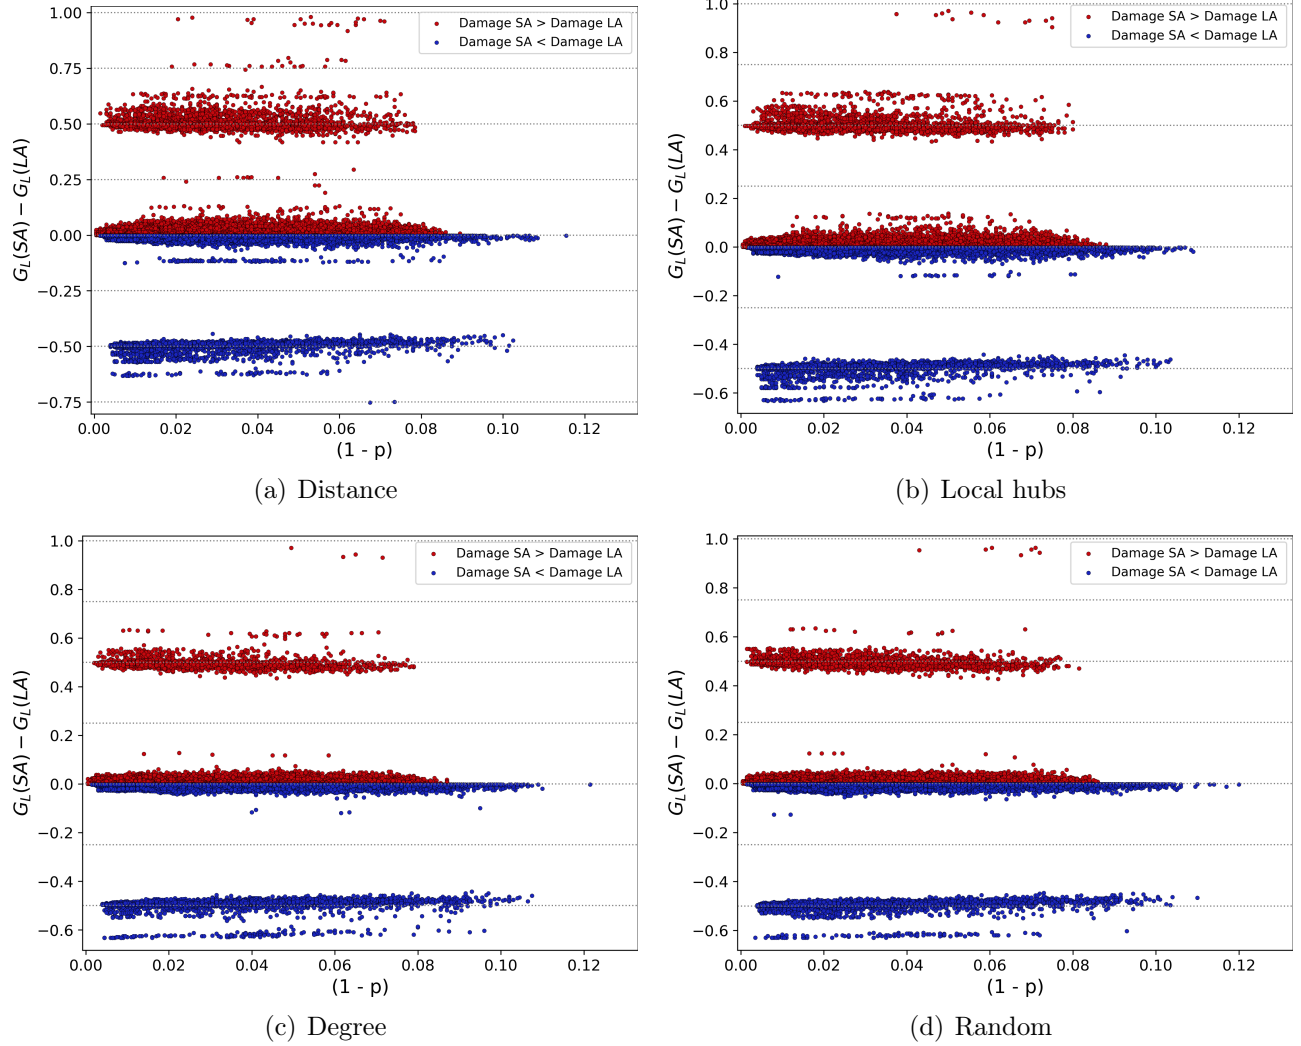 1.00
0.75
0.50
0.25
0.00
−0.25
−0.50
−0.75
G_L(SA) − G_L(LA)
Damage SA > Damage LA
Damage SA < Damage LA
0.00 0.02 0.04 0.06 0.08 0.10 0.12
(1 - p)
(a) Distance
1.0
0.8
0.6
0.4
0.2
0.0
−0.2
−0.4
−0.6
G_L(SA) − G_L(LA)
Damage SA > Damage LA
Damage SA < Damage LA
0.00 0.02 0.04 0.06 0.08 0.10 0.12
(1 - p)
(b) Local hubs
1.0
0.8
0.6
0.4
0.2
0.0
−0.2
−0.4
−0.6
G_L(SA) − G_L(LA)
Damage SA > Damage LA
Damage SA < Damage LA
0.00 0.02 0.04 0.06 0.08 0.10 0.12
(1 - p)
(c) Degree
1.0
0.8
0.6
0.4
0.2
0.0
−0.2
−0.4
−0.6
G_L(SA) − G_L(LA)
Damage SA > Damage LA
Damage SA < Damage LA
0.00 0.02 0.04 0.06 0.08 0.10 0.12
(1 - p)
(d) Random